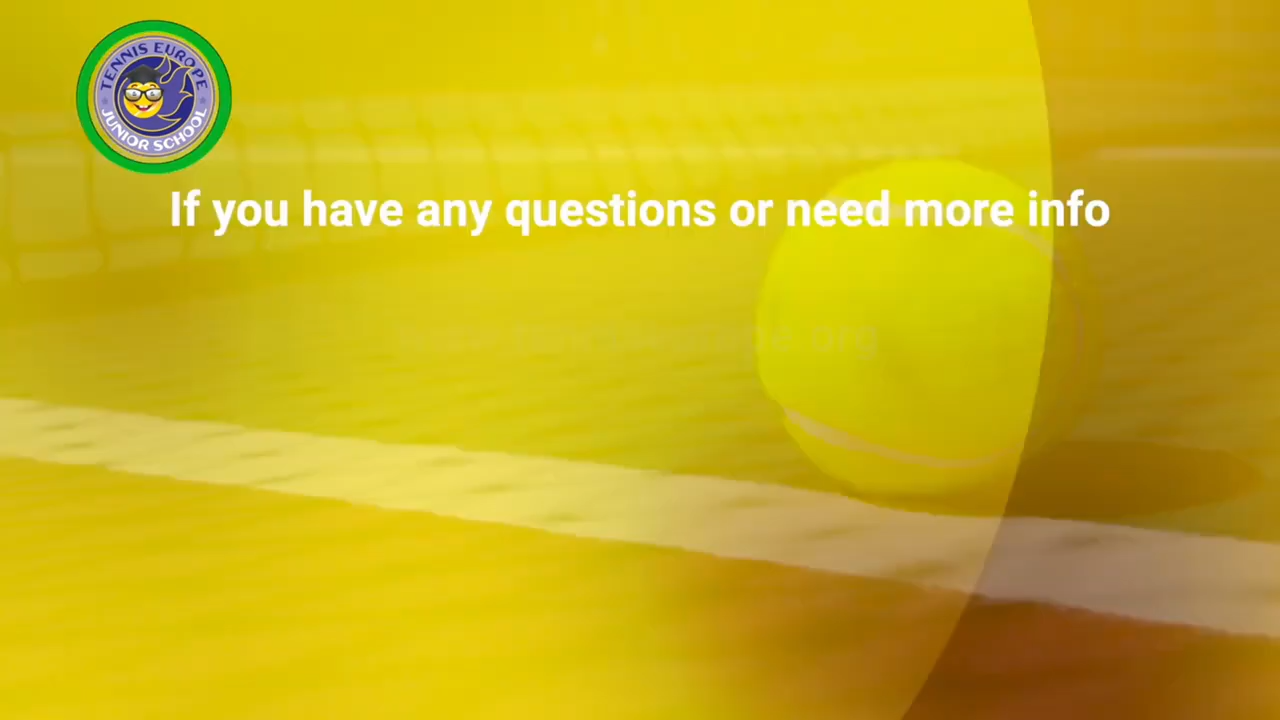 TENNIS EUROPE
JUNIOR SCHOOL
If you have any questions or need more info